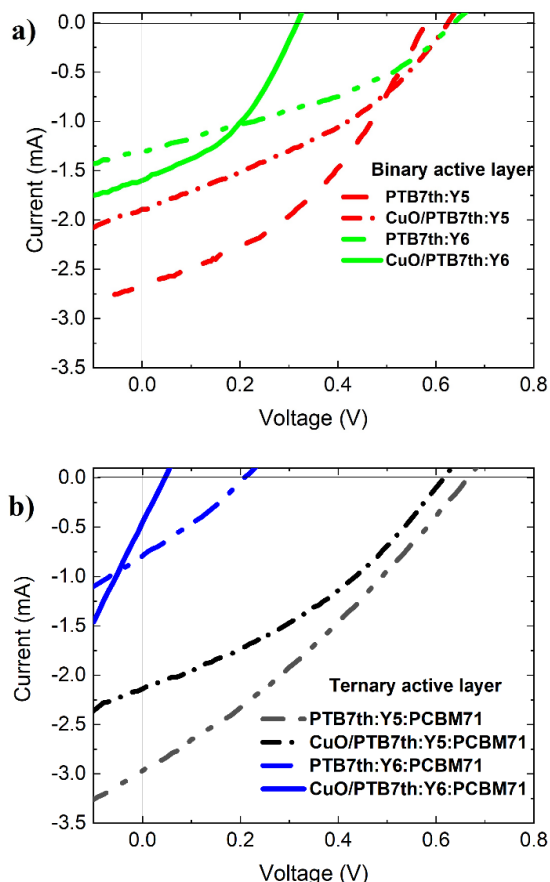 a)
0.0
-0.5
-1.0
-1.5
-2.0
-2.5
-3.0
-3.5
Current (mA)
Binary active layer
PTB7th:Y5
CuO/PTB7th:Y5
PTB7th:Y6
CuO/PTB7th:Y6
0.0 0.2 0.4 0.6 0.8
Voltage (V)
b)
0.0
-0.5
-1.0
-1.5
-2.0
-2.5
-3.0
-3.5
Current (mA)
Ternary active layer
PTB7th:Y5:PCBM71
CuO/PTB7th:Y5:PCBM71
PTB7th:Y6:PCBM71
CuO/PTB7th:Y6:PCBM71
0.0 0.2 0.4 0.6 0.8
Voltage (V)